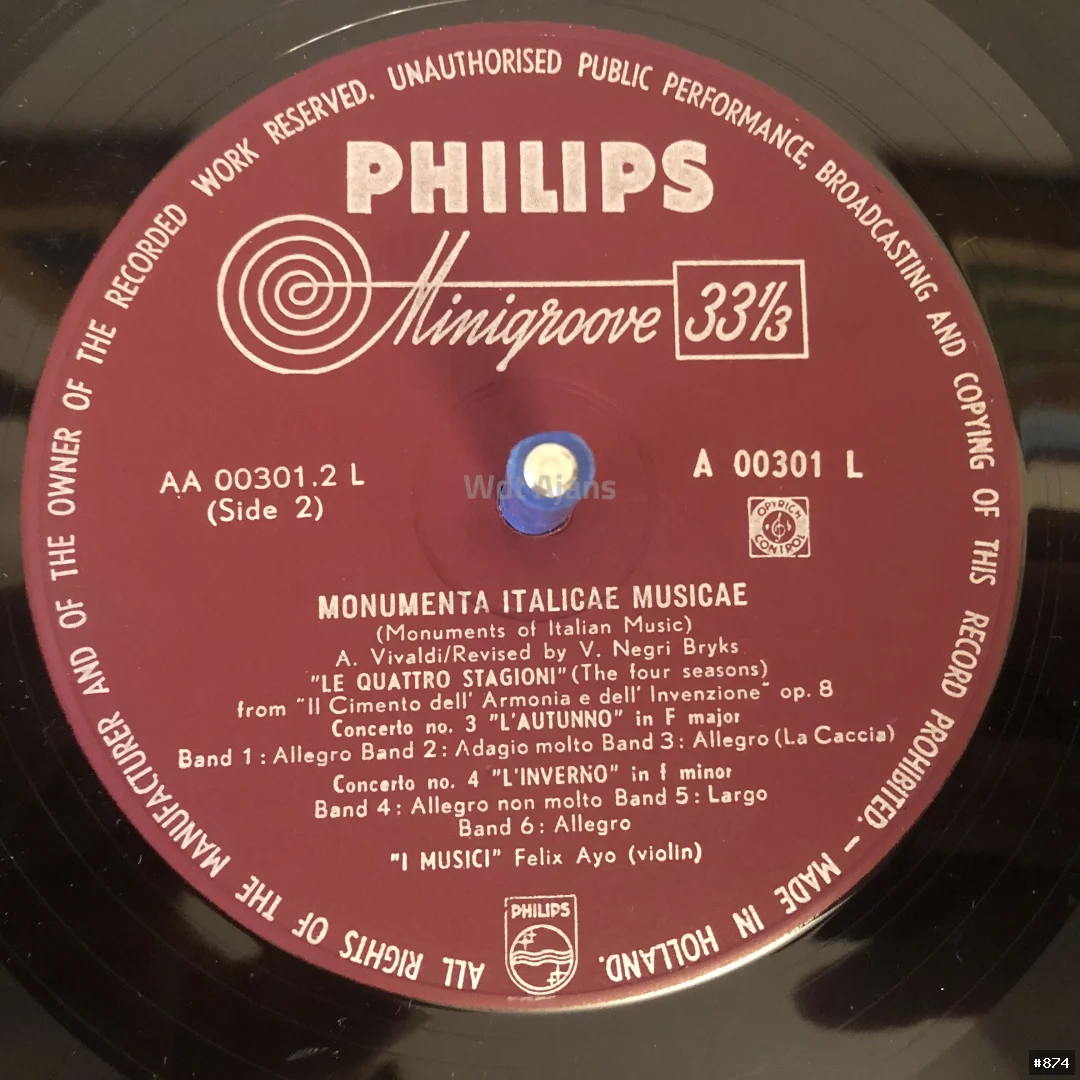 ALL RIGHTS OF THE MANUFACTURER AND OF THE OWNER OF THE RECORDED WORK RESERVED. UNAUTHORISED PUBLIC PERFORMANCE, BROADCASTING AND COPYING OF THIS RECORD PROHIBITED. – MADE IN HOLLAND.
PHILIPS
Minigroove 33 1/3
AA 00301.2 L
(Side 2)
A 00301 L
Wdt Ajans
OPYRIGH
CONTROL
MONUMENTA ITALICAE MUSICAE
(Monuments of Italian Music)
A. Vivaldi/Revised by V. Negri Bryks
"LE QUATTRO STAGIONI" (The four seasons)
from "Il Cimento dell' Armonia e dell' Invenzione" op. 8
Concerto no. 3 "L'AUTUNNO" in F major
Band 1 : Allegro Band 2 : Adagio molto Band 3 : Allegro (La Caccia)
Concerto no. 4 "L'INVERNO" in f minor
Band 4 : Allegro non molto Band 5 : Largo
Band 6 : Allegro
"I MUSICI" Felix Ayo (violin)
PHILIPS
#874